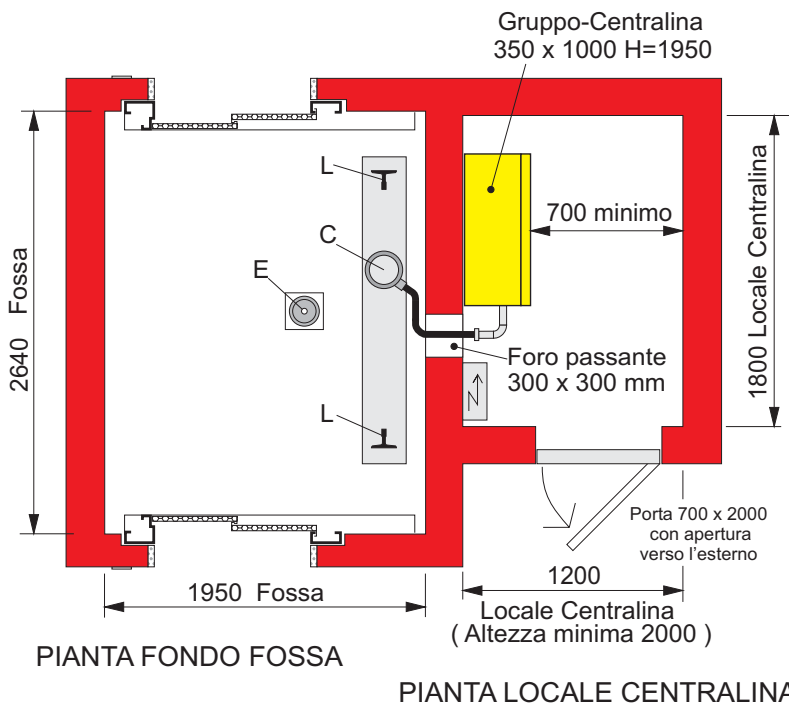 Gruppo-Centralina
350 x 1000 H=1950
L
700 minimo
C
E
2640 Fossa
1800 Locale Centralina
Foro passante
300 x 300 mm
N
L
Porta 700 x 2000
con apertura
verso l'esterno
1950 Fossa
1200
Locale Centralina
( Altezza minima 2000 )
PIANTA FONDO FOSSA
PIANTA LOCALE CENTRALINA